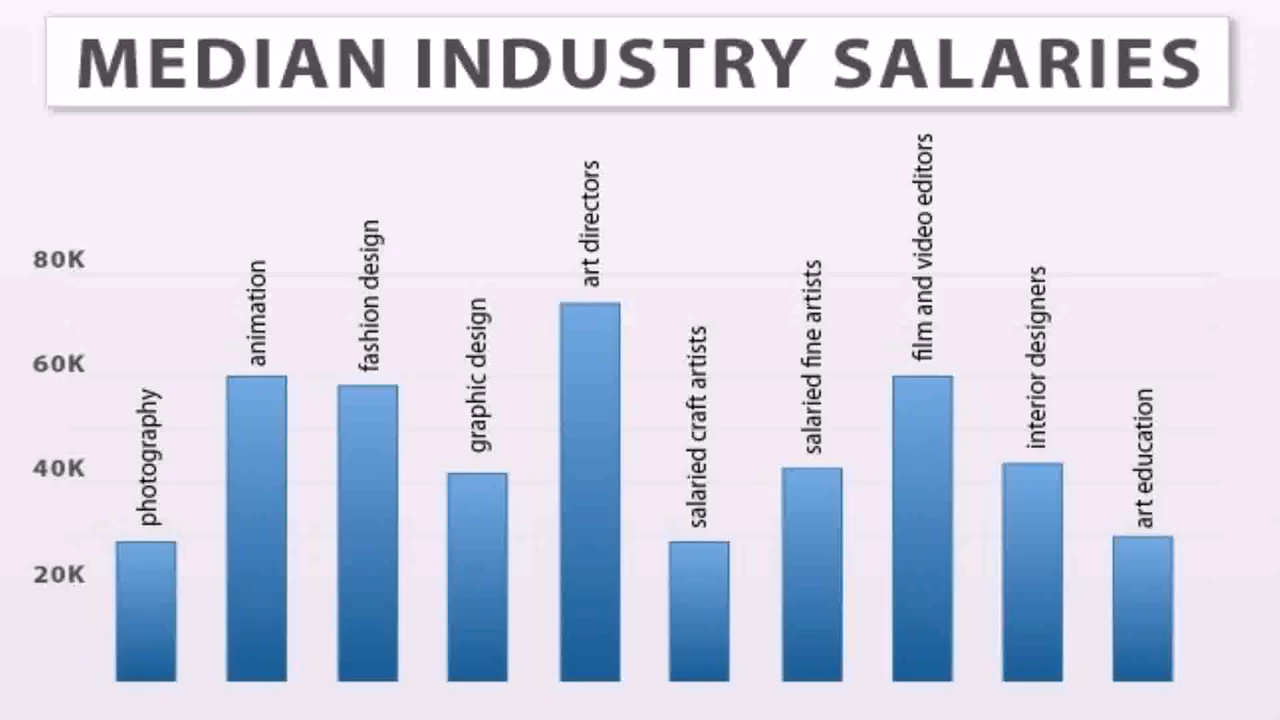 MEDIAN INDUSTRY SALARIES
80K
60K
40K
20K
photography
animation
fashion design
graphic design
art directors
salaried craft artists
salaried fine artists
film and video editors
interior designers
art education